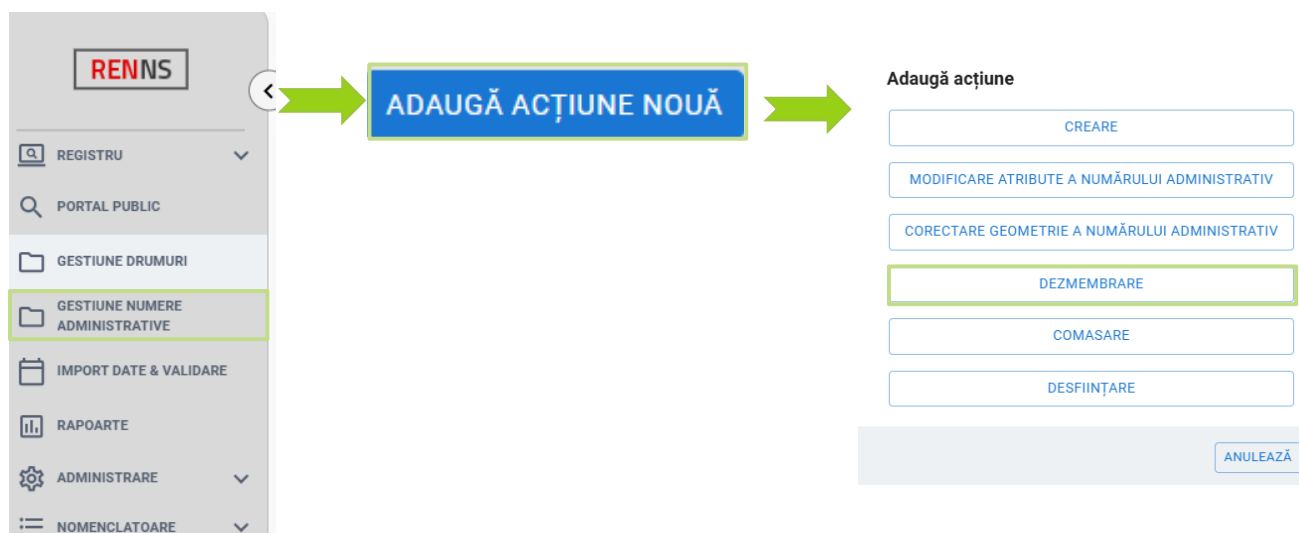 RENNS
REGISTRU
PORTAL PUBLIC
GESTIUNE DRUMURI
GESTIUNE NUMERE
ADMINISTRATIVE
IMPORT DATE & VALIDARE
RAPOARTE
ADMINISTRARE
NOMENCLATOARE
ADAUGĂ ACȚIUNE NOUĂ
Adaugă acțiune
CREARE
MODIFICARE ATRIBUTE A NUMĂRULUI ADMINISTRATIV
CORECTARE GEOMETRIE A NUMĂRULUI ADMINISTRATIV
DEZMEMBRARE
COMASARE
DESFIINȚARE
ANULEAZĂ